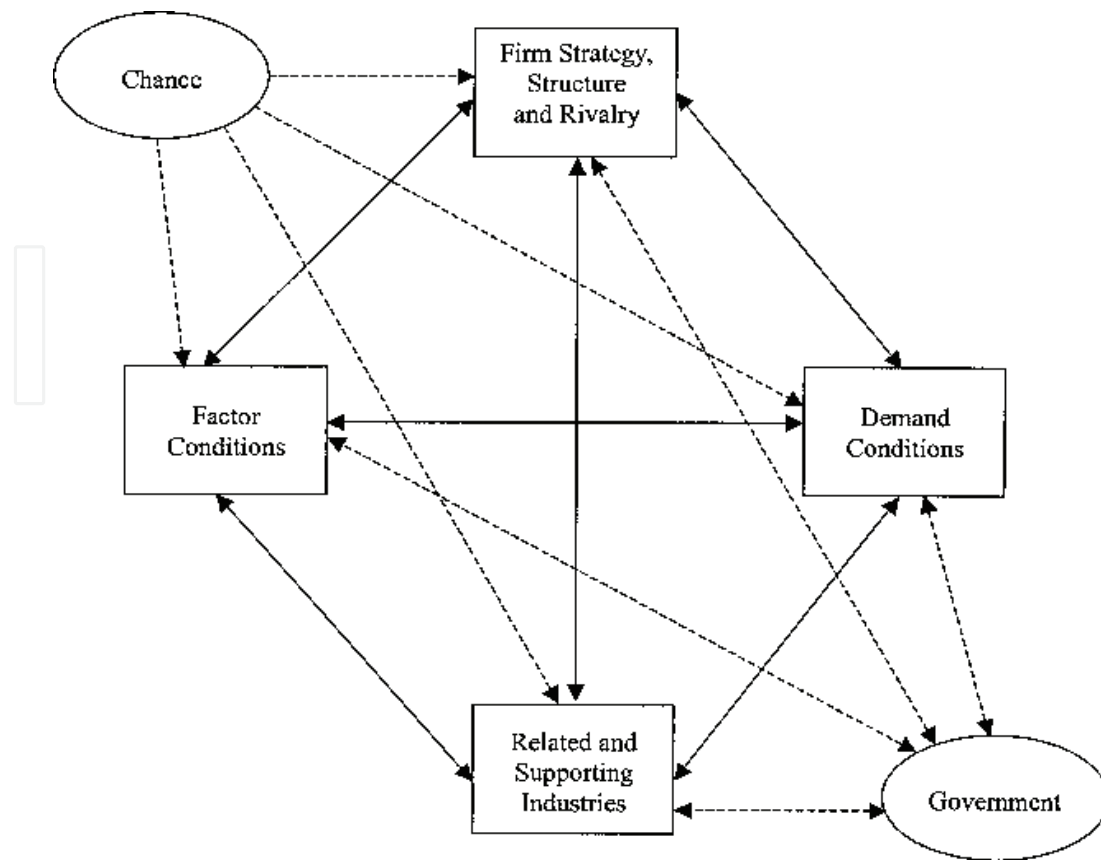 Chance
Firm Strategy,
Structure
and Rivalry
Factor
Conditions
Demand
Conditions
Related and
Supporting
Industries
Government